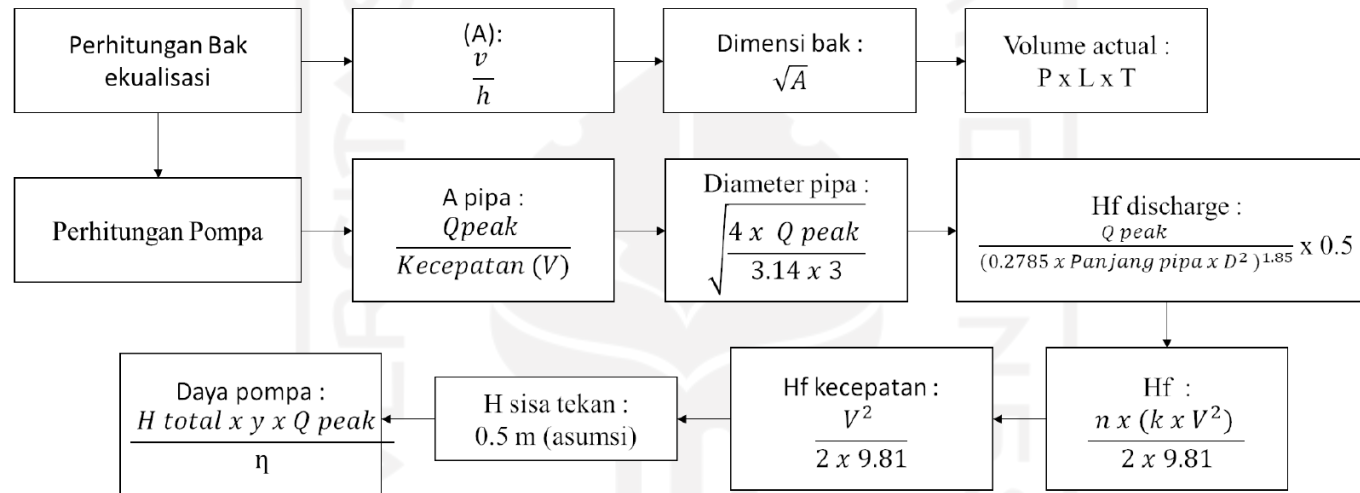 Perhitungan Bak
ekualisasi
(A):
v
h
Dimensi bak :
√A
Volume actual :
P x L x T
Perhitungan Pompa
A pipa :
Qpeak
Kecepatan (V)
Diameter pipa :
√4 x Q peak
3.14 x 3
Hf discharge :
Q peak
(0.2785 x Panjang pipa x D²)¹·⁸⁵ x 0.5
Hf :
n x (k x V²)
2 x 9.81
Hf kecepatan :
V²
2 x 9.81
H sisa tekan :
0.5 m (asumsi)
Daya pompa :
H total x y x Q peak
η